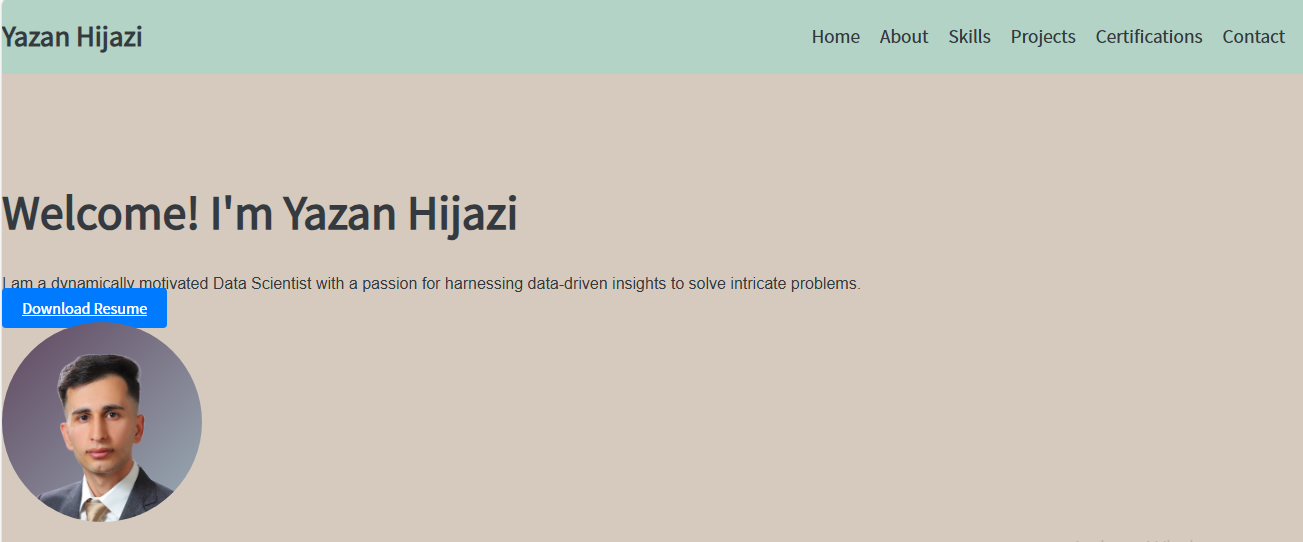 Yazan Hijazi
Home About Skills Projects Certifications Contact
Welcome! I'm Yazan Hijazi
I am a dynamically motivated Data Scientist with a passion for harnessing data-driven insights to solve intricate problems.
Download Resume